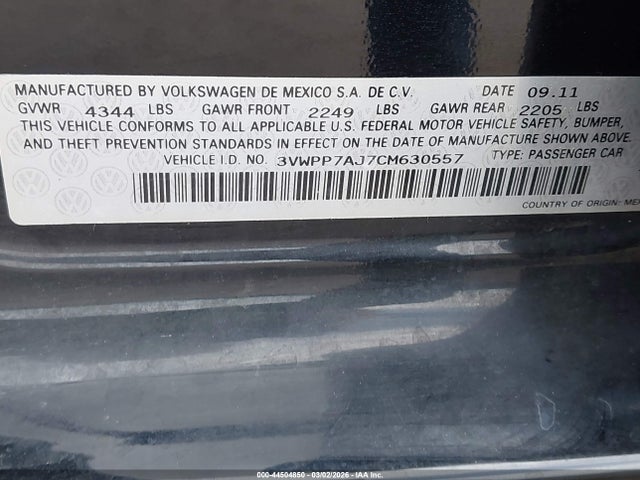 MANUFACTURED BY VOLKSWAGEN DE MEXICO S.A. DE C.V. DATE 09.11
GVWR 4344 LBS GAWR FRONT 2249 LBS GAWR REAR 2205 LBS
THIS VEHICLE CONFORMS TO ALL APPLICABLE U.S. FEDERAL MOTOR VEHICLE SAFETY, BUMPER,
AND THEFT PREVENTION STANDARDS IN EFFECT ON THE DATE OF MANUFACTURE SHOWN ABOVE.
VEHICLE I.D. NO. 3VWPP7AJ7CM630557 TYPE: PASSENGER CAR
COUNTRY OF ORIGIN: ME
00-44504850 - 03/02/2026 - IAAI.COM